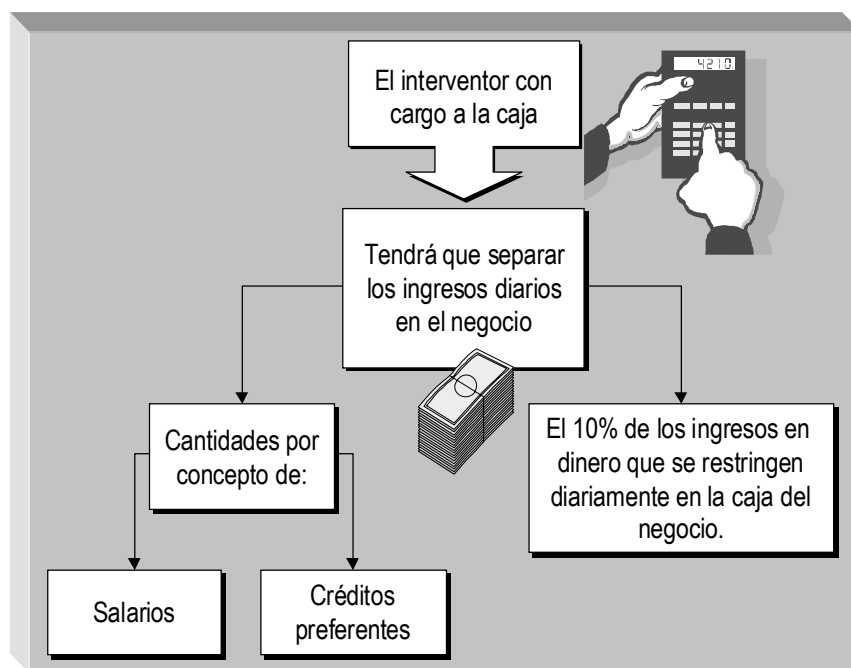 El interventor con
cargo a la caja
4210.
Tendrá que separar
los ingresos diarios
en el negocio
Cantidades por
concepto de:
El 10% de los ingresos en
dinero que se restringen
diariamente en la caja del
negocio.
Salarios
Créditos
preferentes